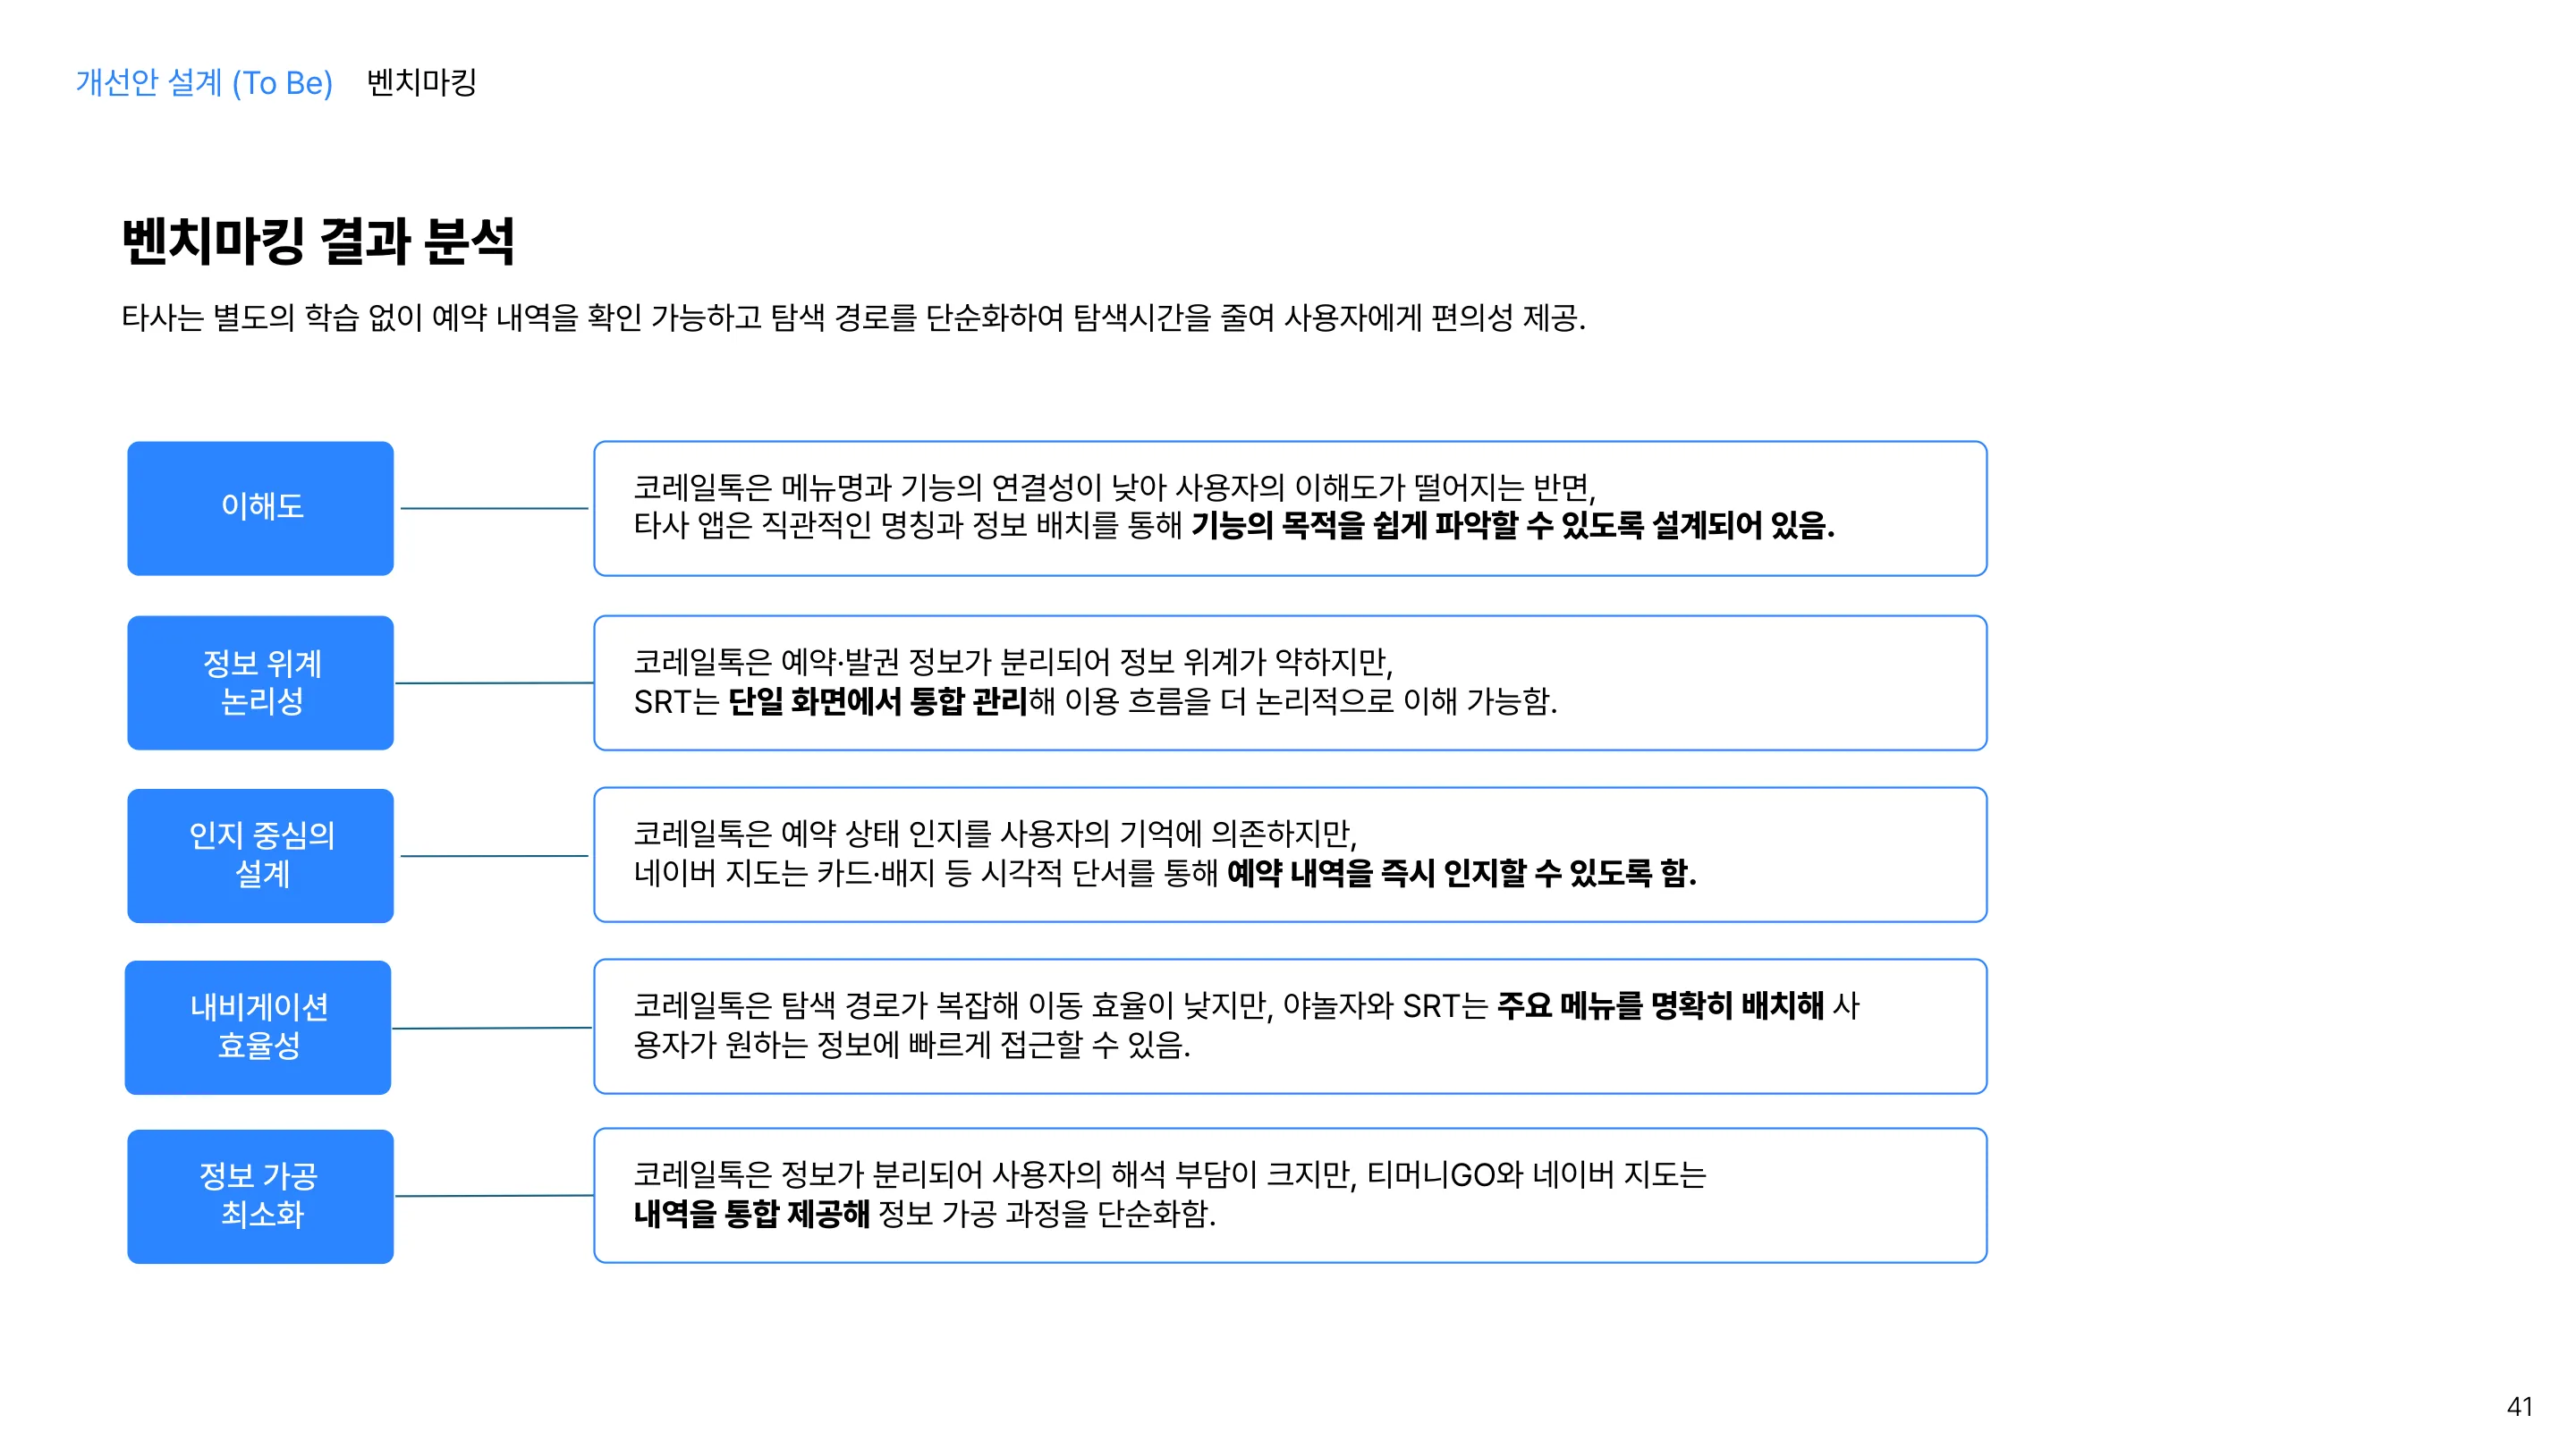 개선안 설계 (To Be) 벤치마킹
벤치마킹 결과 분석
타사는 별도의 학습 없이 예약 내역을 확인 가능하고 탐색 경로를 단순화하여 탐색시간을 줄여 사용자에게 편의성 제공.
이해도
코레일톡은 메뉴명과 기능의 연결성이 낮아 사용자의 이해도가 떨어지는 반면,
타사 앱은 직관적인 명칭과 정보 배치를 통해 기능의 목적을 쉽게 파악할 수 있도록 설계되어 있음.
정보 위계
논리성
코레일톡은 예약·발권 정보가 분리되어 정보 위계가 약하지만,
SRT는 단일 화면에서 통합 관리해 이용 흐름을 더 논리적으로 이해 가능함.
인지 중심의
설계
코레일톡은 예약 상태 인지를 사용자의 기억에 의존하지만,
네이버 지도는 카드·배지 등 시각적 단서를 통해 예약 내역을 즉시 인지할 수 있도록 함.
내비게이션
효율성
코레일톡은 탐색 경로가 복잡해 이동 효율이 낮지만, 야놀자와 SRT는 주요 메뉴를 명확히 배치해 사
용자가 원하는 정보에 빠르게 접근할 수 있음.
정보 가공
최소화
코레일톡은 정보가 분리되어 사용자의 해석 부담이 크지만, 티머니GO와 네이버 지도는
내역을 통합 제공해 정보 가공 과정을 단순화함.
41